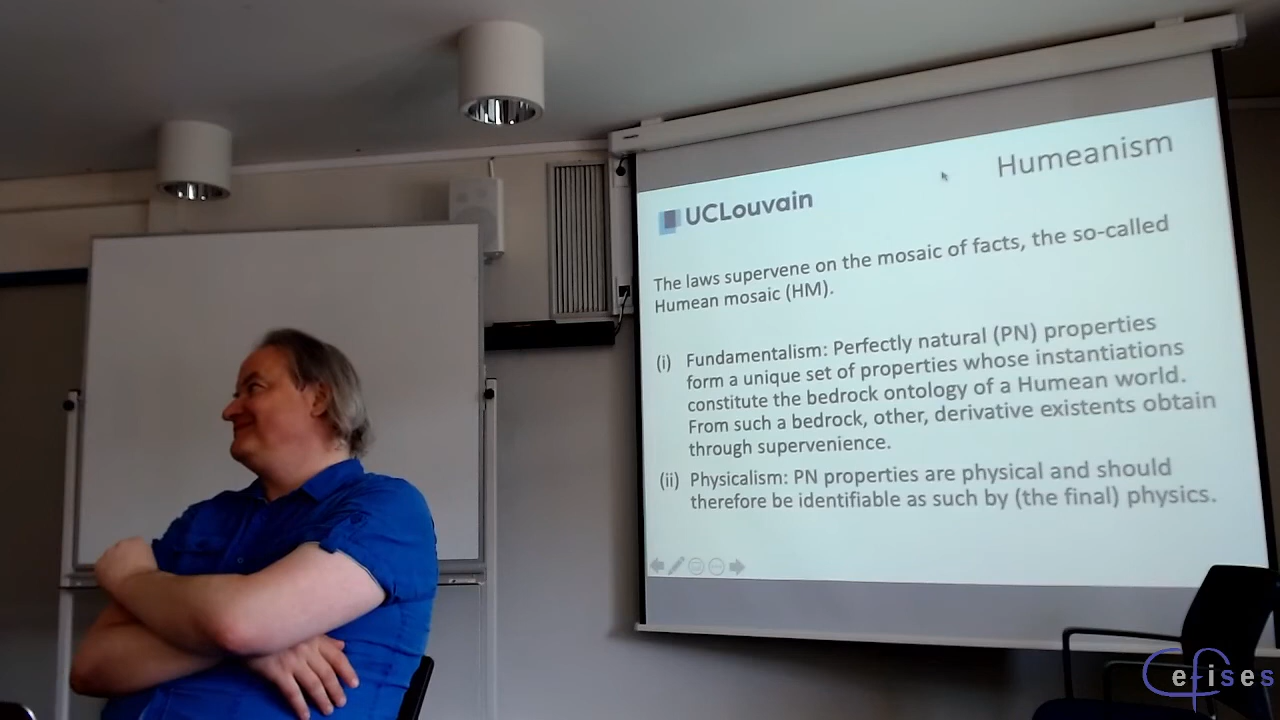 Humeanism
UCLouvain
The laws supervene on the mosaic of facts, the so-called
Humean mosaic (HM).
(i) Fundamentalism: Perfectly natural (PN) properties
form a unique set of properties whose instantiations
constitute the bedrock ontology of a Humean world.
From such a bedrock, other, derivative existents obtain
through supervenience.
(ii) Physicalism: PN properties are physical and should
therefore be identifiable as such by (the final) physics.
Cefises